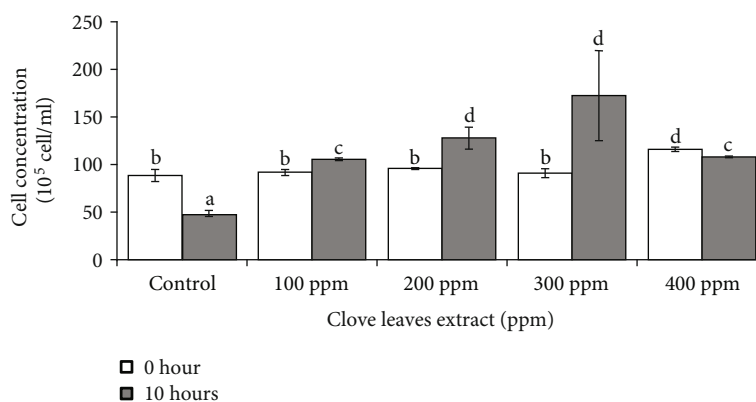 Cell concentration
(10⁵ cell/ml)
250
200
150
100
50
0
b
a
b
c
b
d
b
d
d
c
Control
100 ppm
200 ppm
300 ppm
400 ppm
Clove leaves extract (ppm)
0 hour
10 hours